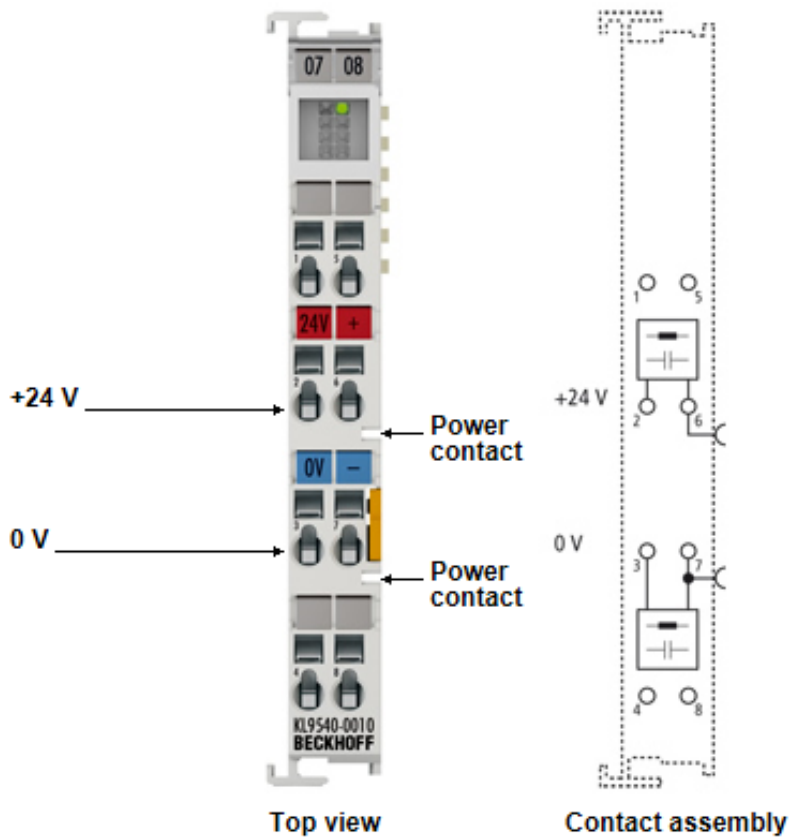 07 08
1 5
24V +
2 6
+24 V
Power
contact
0V −
3 7
0 V
Power
contact
4 8
KL9540-0010
BECKHOFF
Top view
1 5
+24 V
2 6
0 V
3 7
4 8
Contact assembly